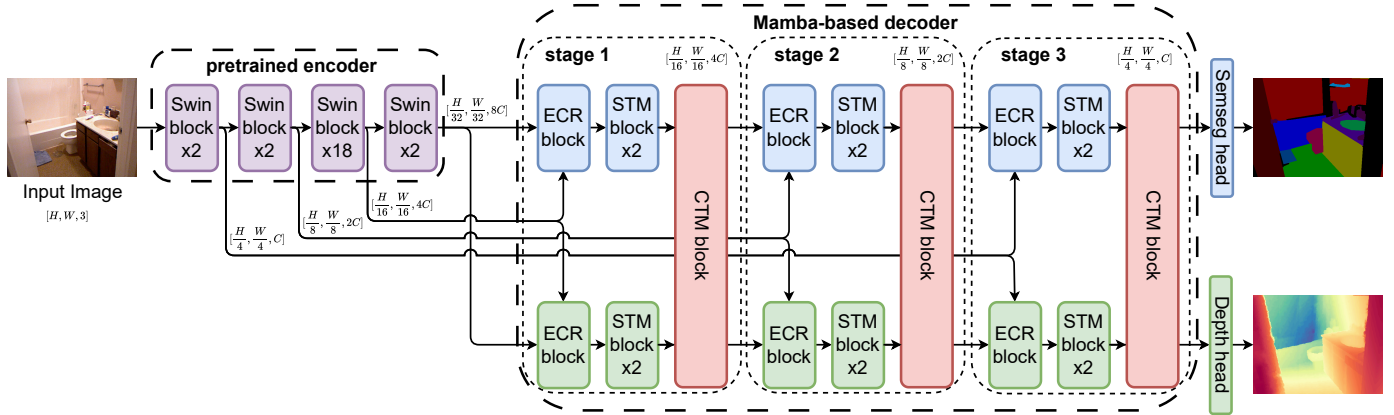 Mamba-based decoder
pretrained encoder
Swin
block
x2
Swin
block
x2
Swin
block
x18
Swin
block
x2
Input Image
[H, W, 3]
[H/32, W/32, 8C]
[H/16, W/16, 4C]
[H/8, W/8, 2C]
[H/4, W/4, C]
stage 1
[H/16, W/16, 4C]
ECR
block
STM
block
x2
CTM block
ECR
block
STM
block
x2
stage 2
[H/8, W/8, 2C]
ECR
block
STM
block
x2
CTM block
ECR
block
STM
block
x2
stage 3
[H/4, W/4, C]
ECR
block
STM
block
x2
CTM block
ECR
block
STM
block
x2
Semseg head
Depth head